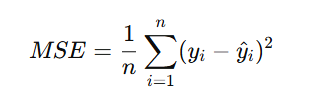 MSE = \frac{1}{n} \sum_{i=1}^{n} (y_i - \hat{y}_i)^2